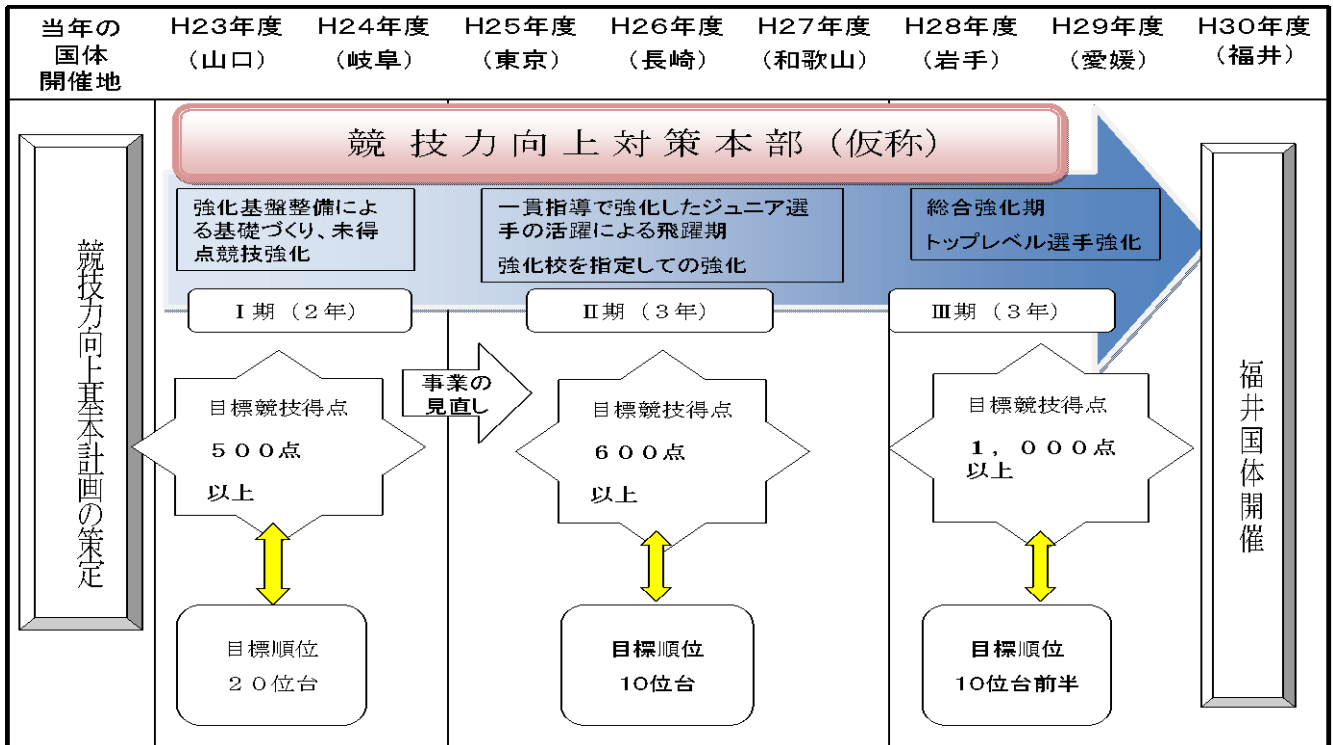 当年の
国体
開催地
H23年度
(山口)
H24年度
(岐阜)
H25年度
(東京)
H26年度
(長崎)
H27年度
(和歌山)
H28年度
(岩手)
H29年度
(愛媛)
H30年度
(福井)
競技力向上対策本部(仮称)
競技力向上基本計画の策定
強化基盤整備によ
る基礎づくり、未得
点競技強化
一貫指導で強化したジュニア選
手の活躍による飛躍期
強化校を指定しての強化
総合強化期
トップレベル選手強化
Ⅰ期(2年)
Ⅱ期(3年)
Ⅲ期(3年)
目標競技得点
500点
以上
事業の
見直し
目標競技得点
600点
以上
目標競技得点
1,000点
以上
目標順位
20位台
目標順位
10位台
目標順位
10位台前半
福井国体開催